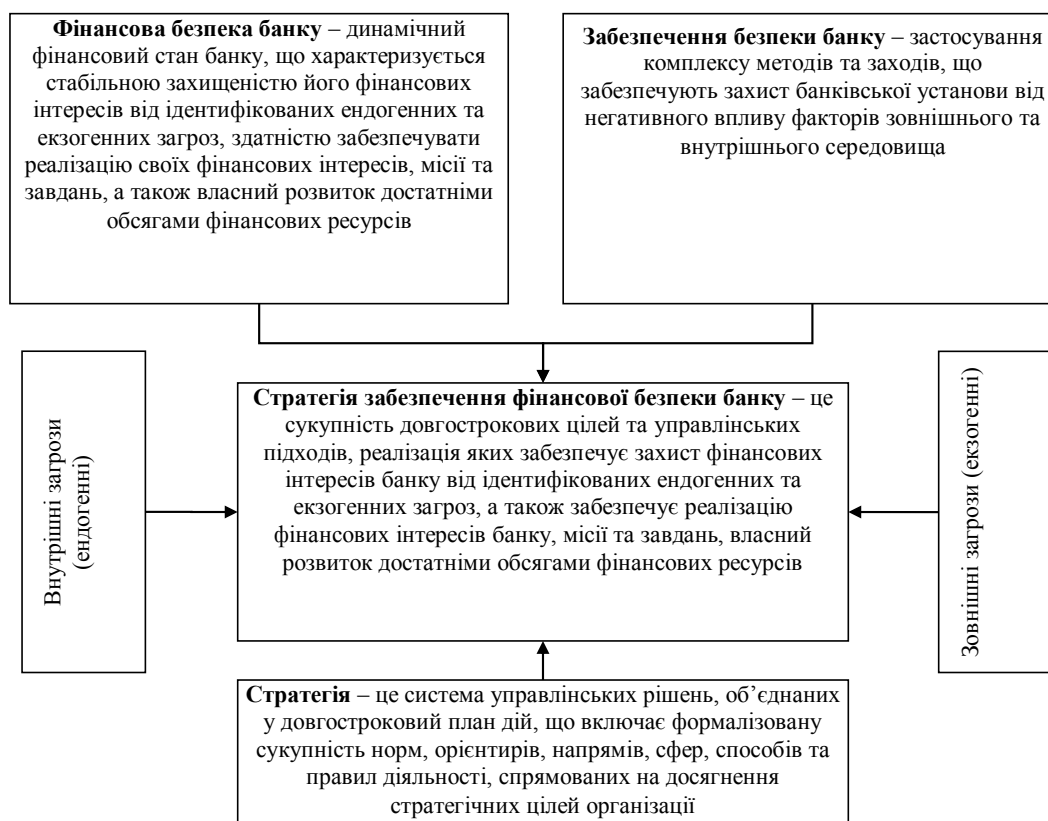 Фінансова безпека банку – динамічний
фінансовий стан банку, що характеризується
стабільною захищеністю його фінансових
інтересів від ідентифікованих ендогенних та
екзогенних загроз, здатністю забезпечувати
реалізацію своїх фінансових інтересів, місії та
завдань, а також власний розвиток достатніми
обсягами фінансових ресурсів
Забезпечення безпеки банку – застосування
комплексу методів та заходів, що
забезпечують захист банківської установи від
негативного впливу факторів зовнішнього та
внутрішнього середовища
Внутрішні загрози
(ендогенні)
Стратегія забезпечення фінансової безпеки банку – це
сукупність довгострокових цілей та управлінських
підходів, реалізація яких забезпечує захист фінансових
інтересів банку від ідентифікованих ендогенних та
екзогенних загроз, а також забезпечує реалізацію
фінансових інтересів банку, місії та завдань, власний
розвиток достатніми обсягами фінансових ресурсів
Зовнішні загрози (екзогенні)
Стратегія – це система управлінських рішень, об’єднаних
у довгостроковий план дій, що включає формалізовану
сукупність норм, орієнтирів, напрямів, сфер, способів та
правил діяльності, спрямованих на досягнення
стратегічних цілей організації